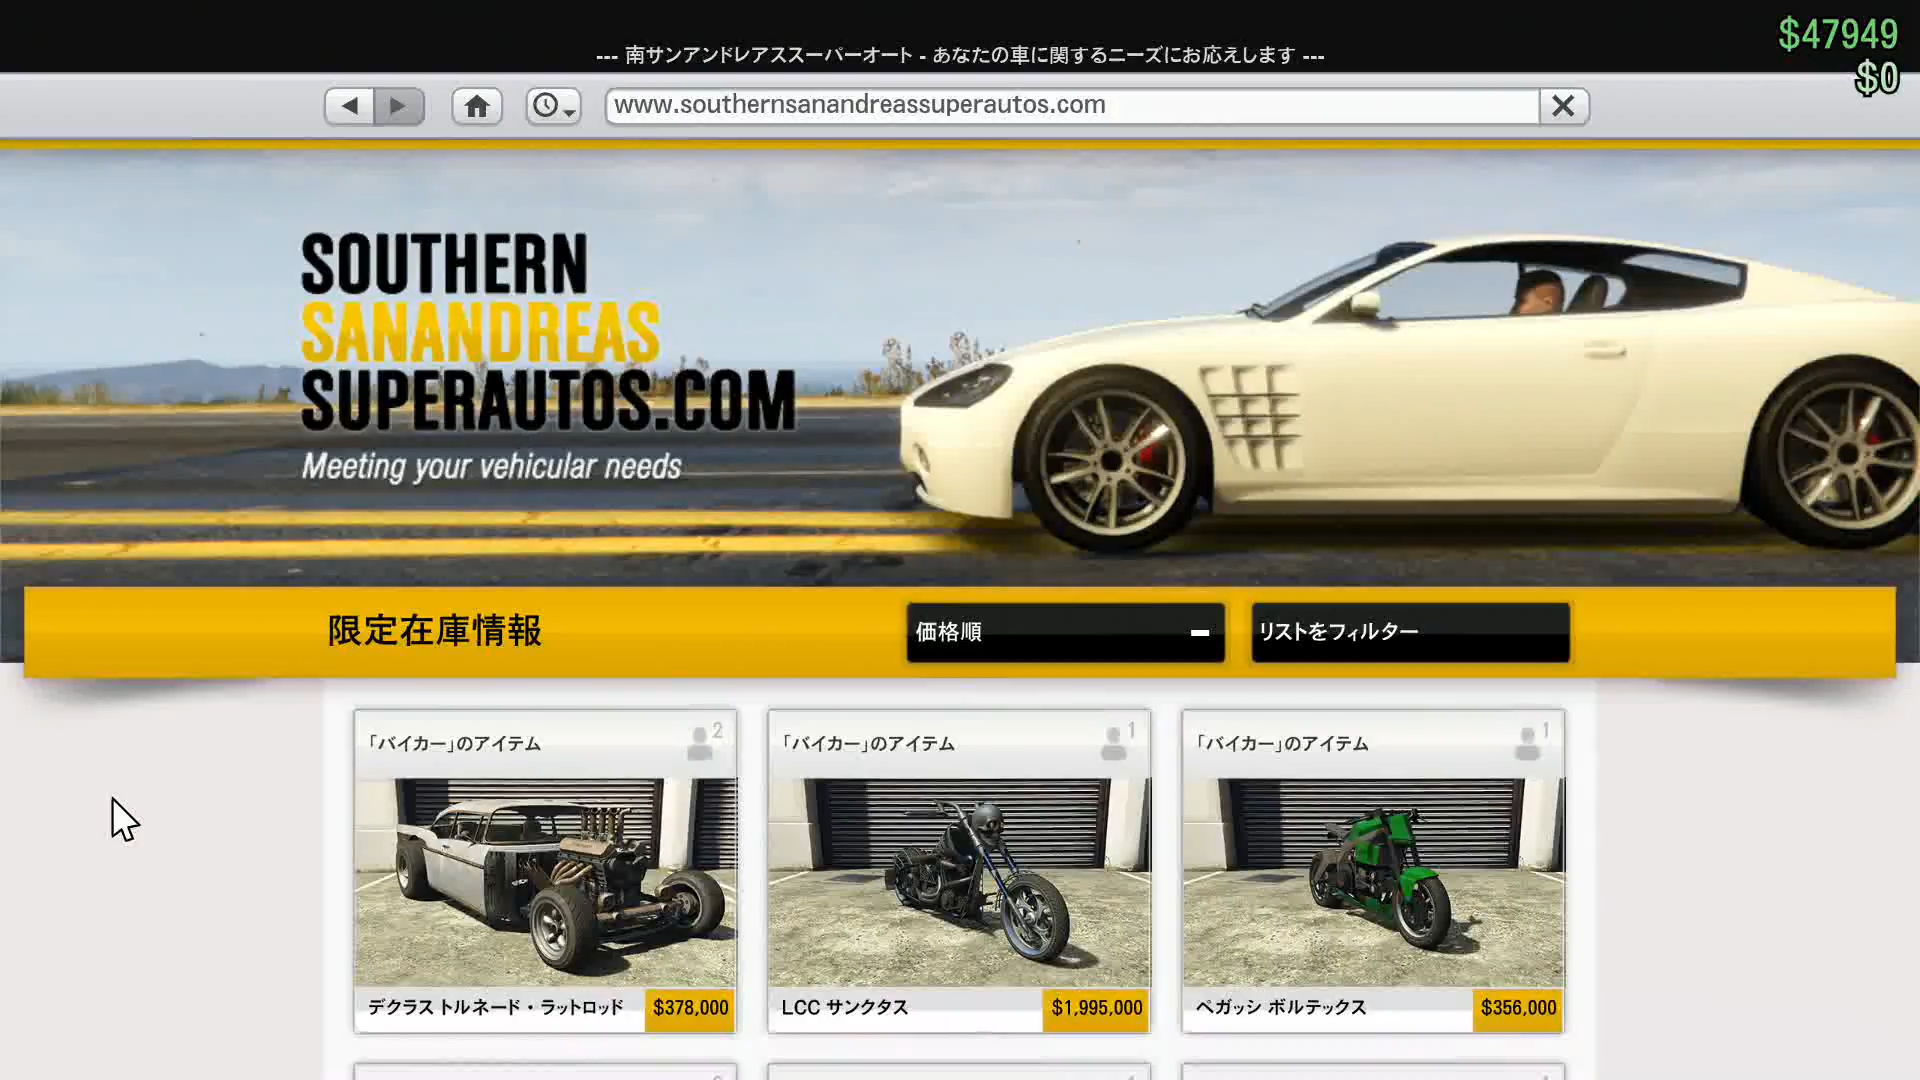 $47949
--- 南サンアンドレアススーパーオート - あなたの車に関するニーズにお応えします ---
$0
www.southernsanandreassuperautos.com
SOUTHERN
SANANDREAS
SUPERAUTOS.COM
Meeting your vehicular needs
限定在庫情報
価格順
リストをフィルター
「バイカー」のアイテム 2
「バイカー」のアイテム 1
「バイカー」のアイテム 1
デクラス トルネード・ラットロッド $378,000
LCC サンクタス $1,995,000
ペガッシ ボルテックス $356,000